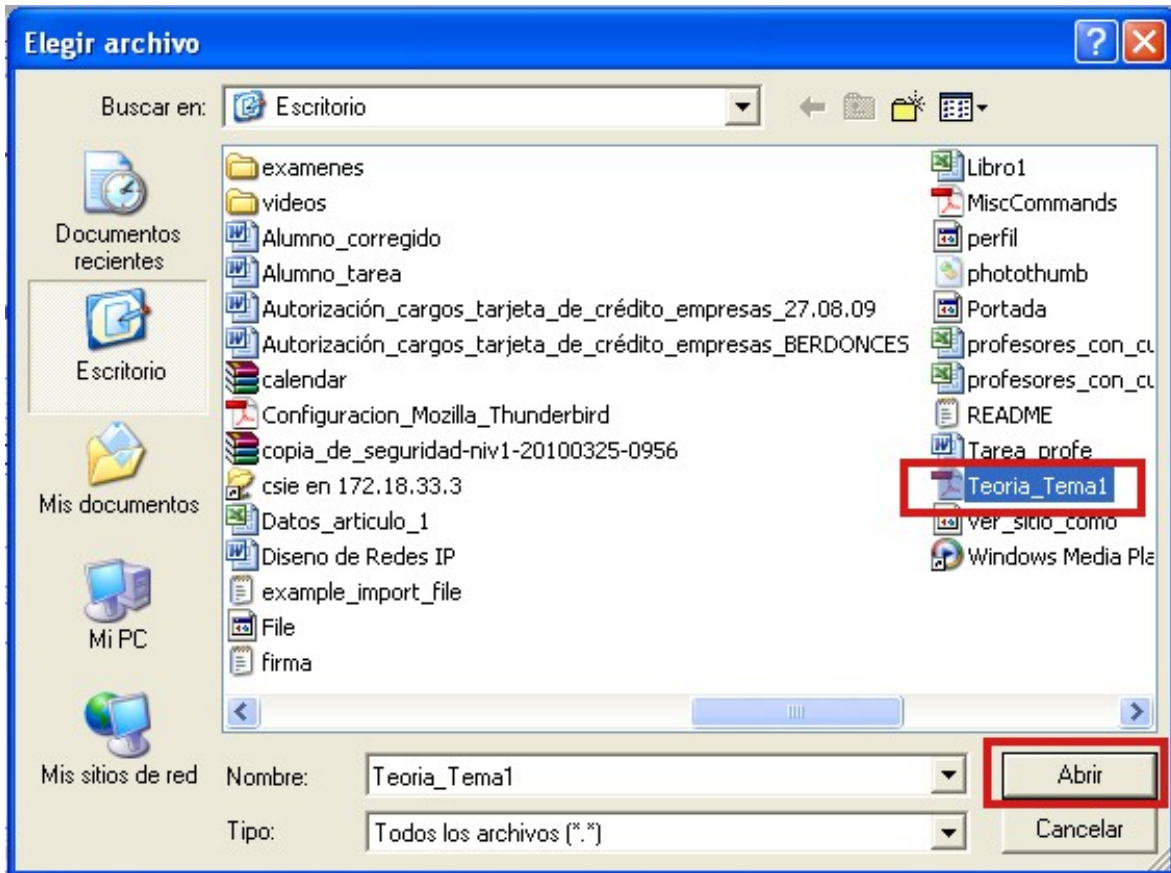 Elegir archivo
Buscar en:
Escritorio
Documentos
recientes
Escritorio
Mis documentos
Mi PC
Mis sitios de red
examenes
videos
Alumno_corregido
Alumno_tarea
Autorización_cargos_tarjeta_de_crédito_empresas_27.08.09
Autorización_cargos_tarjeta_de_crédito_empresas_BERDONCES
calendar
Configuracion_Mozilla_Thunderbird
copia_de_seguridad-niv1-20100325-0956
csie en 172.18.33.3
Datos_articulo_1
Diseno de Redes IP
example_import_file
File
firma
Libro1
MiscCommands
perfil
photothumb
Portada
profesores_con_cu
profesores_con_cu
README
Tarea_profe
Teoria_Tema1
ver_sitio_como
Windows Media Pla
Nombre:
Teoria_Tema1
Abrir
Tipo:
Todos los archivos (*.*)
Cancelar